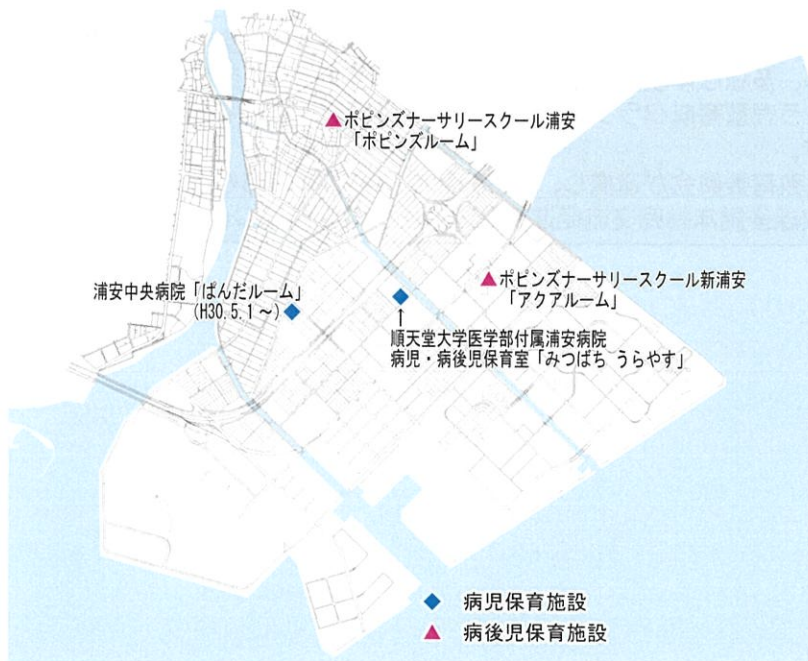 ポピンズナーサリースクール浦安
「ポピンズルーム」
ポピンズナーサリースクール新浦安
「アクアルーム」
浦安中央病院「ぱんだルーム」
(H30.5.1～)
順天堂大学医学部付属浦安病院
病児・病後児保育室「みつばち うらやす」
病児保育施設
病後児保育施設